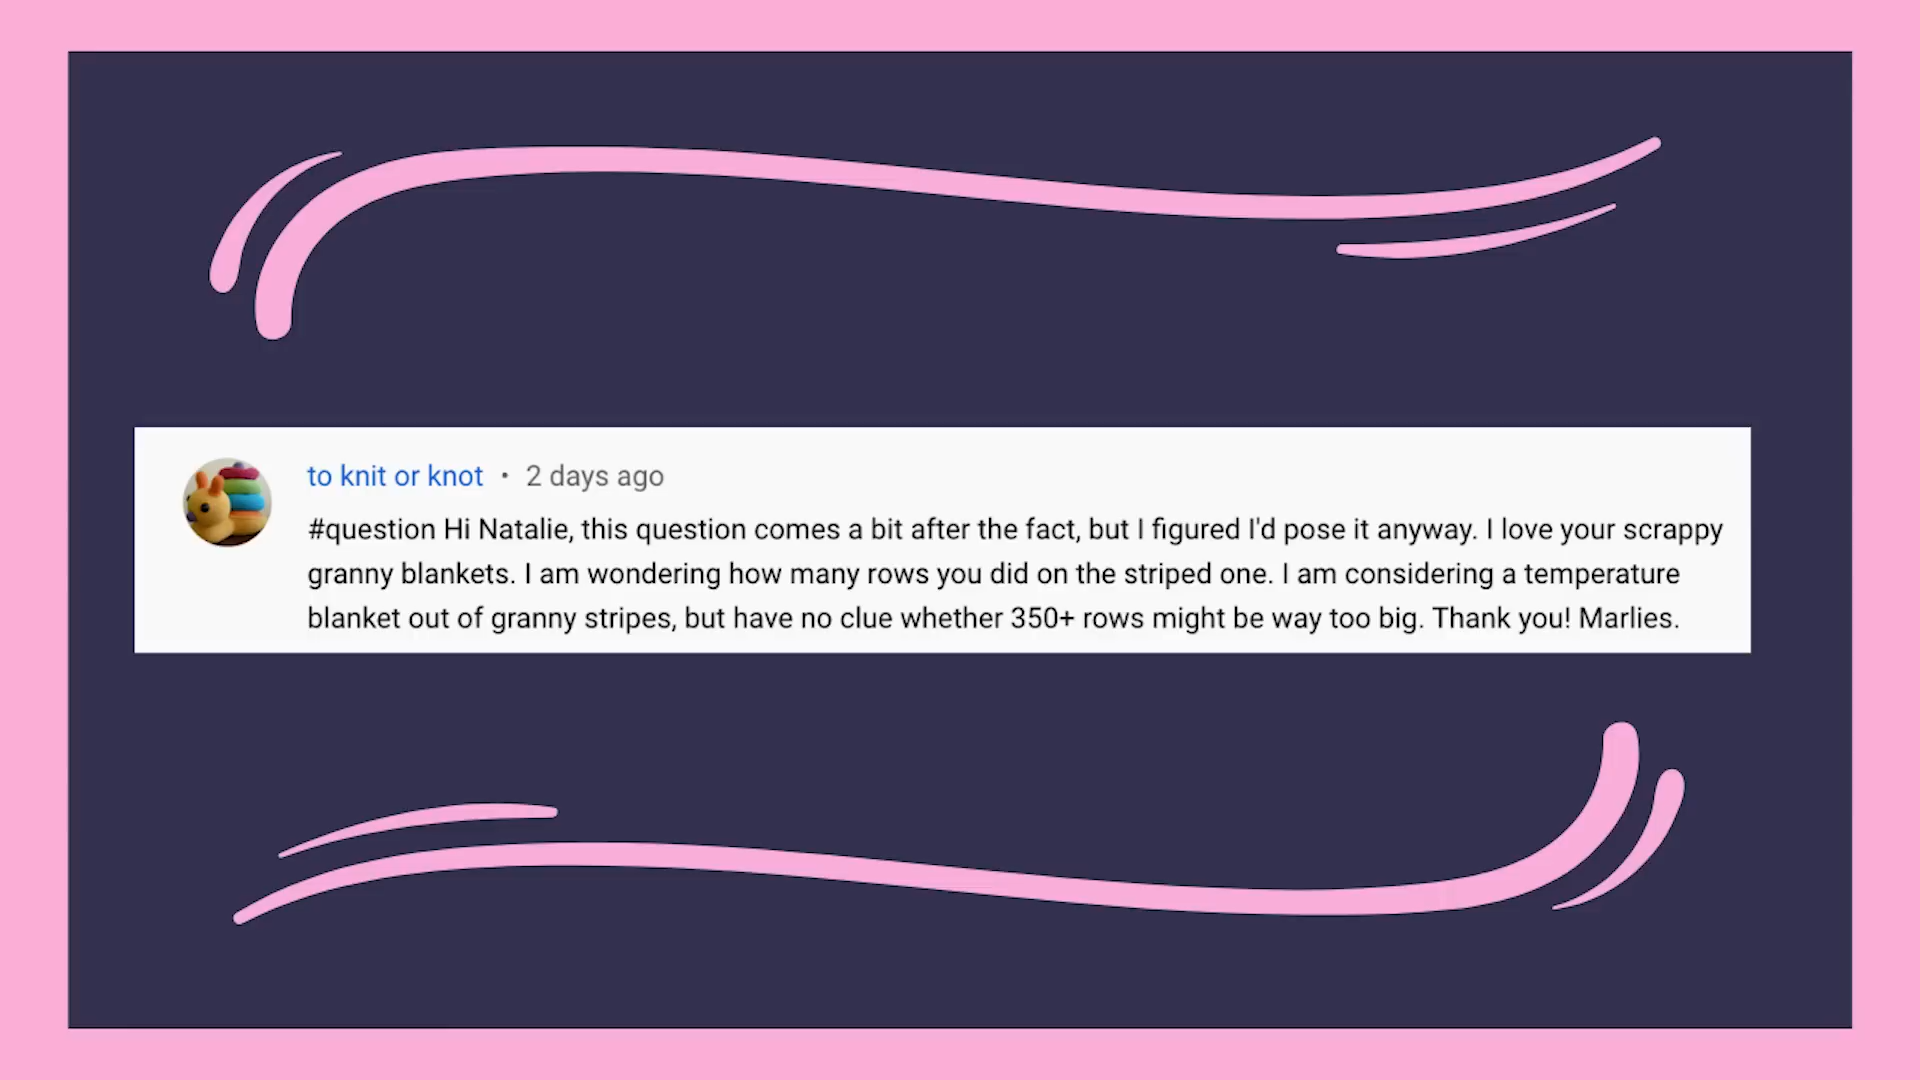 to knit or knot • 2 days ago
#question Hi Natalie, this question comes a bit after the fact, but I figured I'd pose it anyway. I love your scrappy
granny blankets. I am wondering how many rows you did on the striped one. I am considering a temperature
blanket out of granny stripes, but have no clue whether 350+ rows might be way too big. Thank you! Marlies.